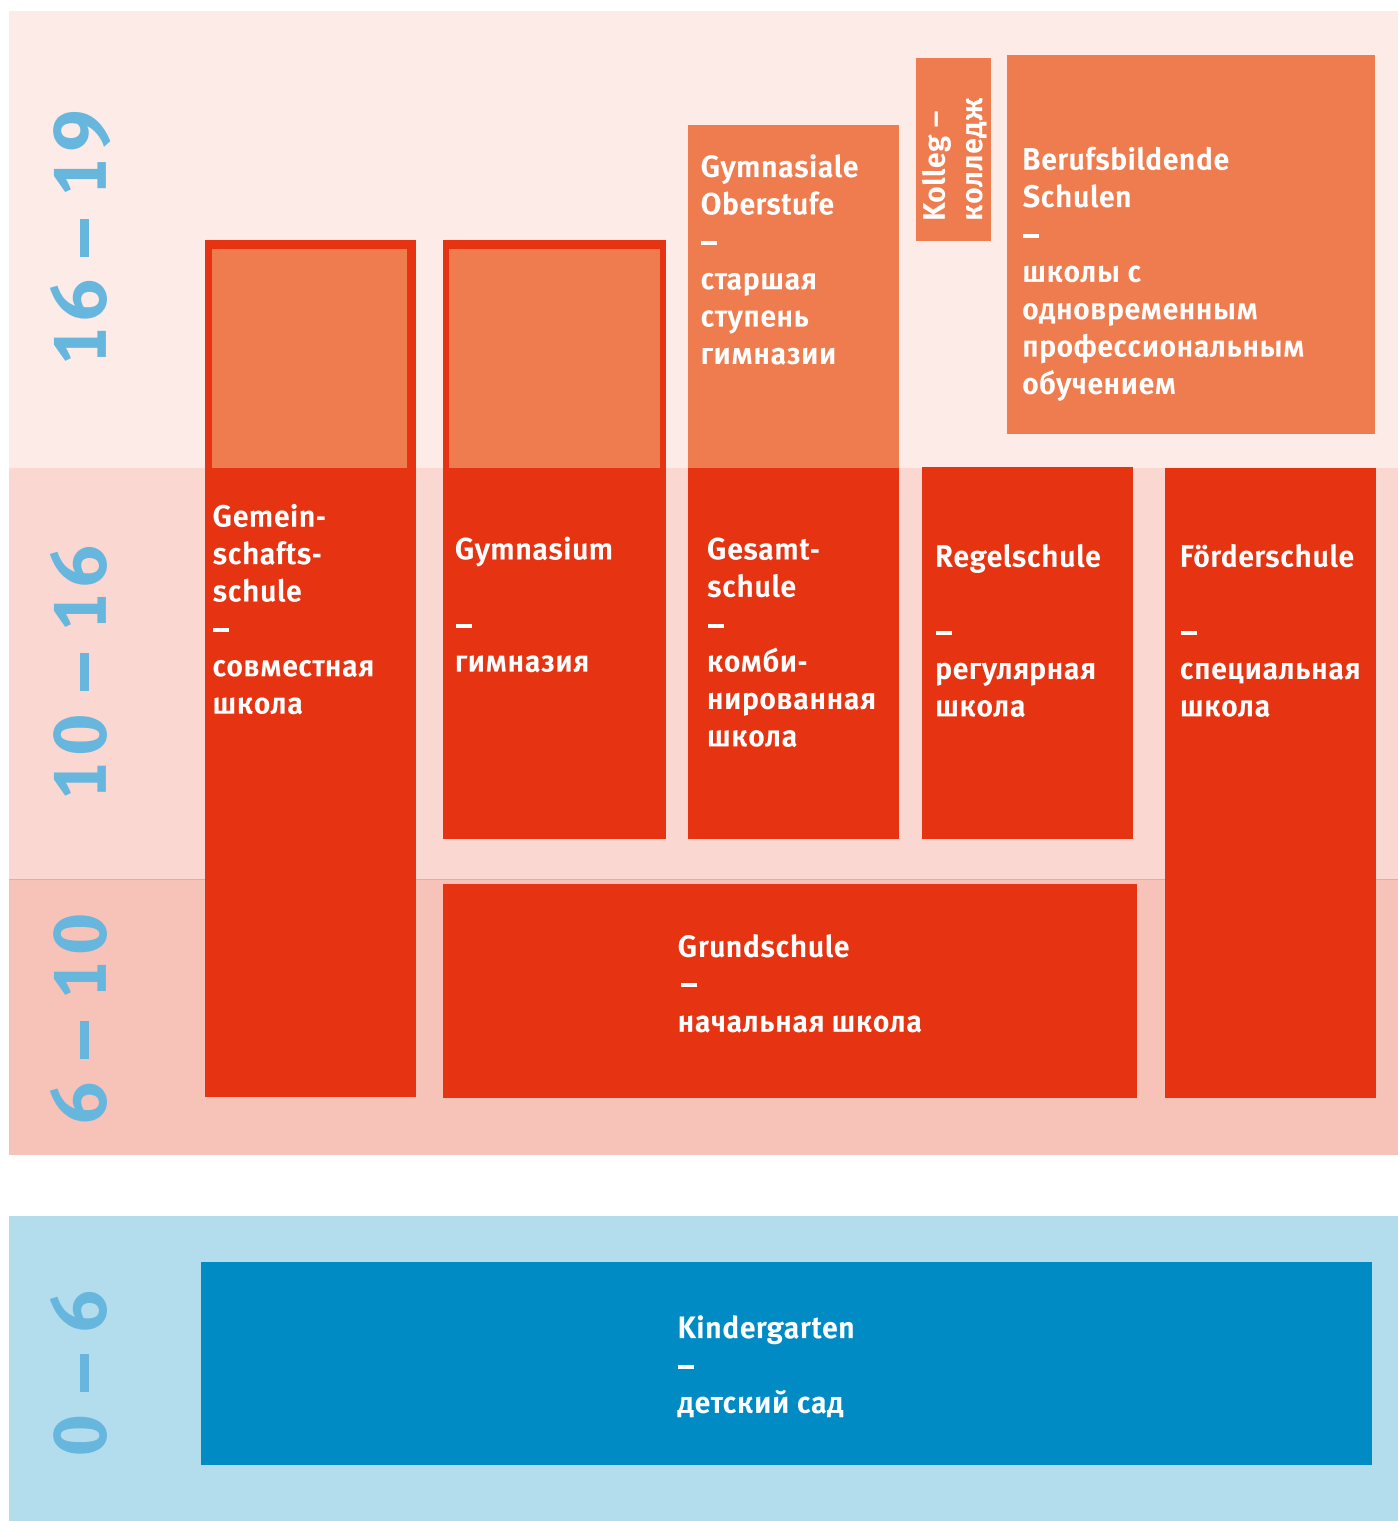 16 – 19
Kolleg –
колледж
Berufsbildende
Schulen
–
школы с
одновременным
профессиональным
обучением
Gymnasiale
Oberstufe
–
старшая
ступень
гимназии
10 – 16
Gemein-
schafts-
schule
–
совместная
школа
Gymnasium
–
гимназия
Gesamt-
schule
–
комби-
нированная
школа
Regelschule
–
регулярная
школа
Förderschule
–
специальная
школа
6 – 10
Grundschule
–
начальная школа
0 – 6
Kindergarten
–
детский сад